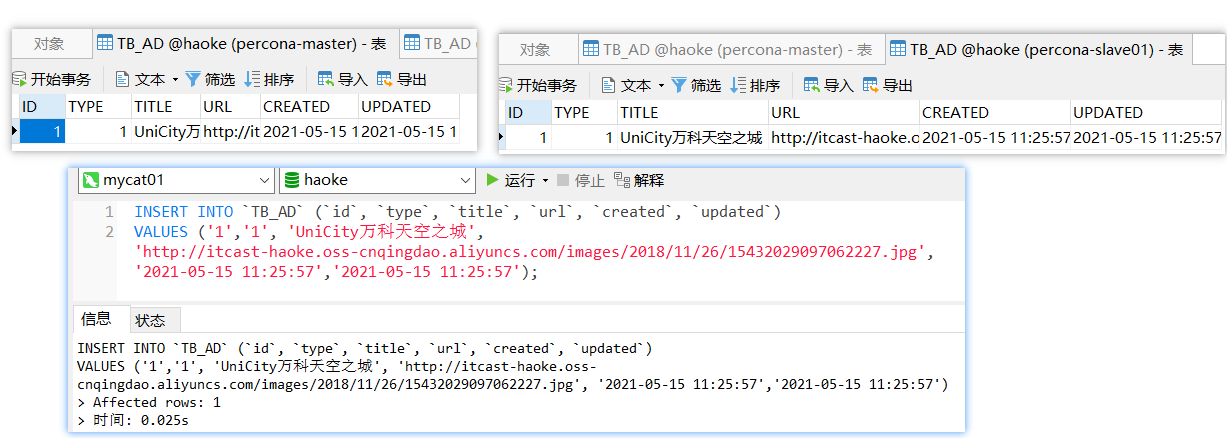 对象 TB_AD @haoke (percona-master) - 表 TB_AD
开始事务 文本 筛选 排序 导入 导出
ID TYPE TITLE URL CREATED UPDATED
1 1 UniCity万 http://it 2021-05-15 1 2021-05-15 1
对象 TB_AD @haoke (percona-master) - 表 TB_AD @haoke (percona-slave01) - 表
开始事务 文本 筛选 排序 导入 导出
ID TYPE TITLE URL CREATED UPDATED
1 1 UniCity万科天空之城 http://itcast-haoke.o 2021-05-15 11:25:57 2021-05-15 11:25:57
mycat01 haoke 运行 停止 解释
1 INSERT INTO `TB_AD` (`id`, `type`, `title`, `url`, `created`, `updated`)
2 VALUES ('1','1', 'UniCity万科天空之城',
'http://itcast-haoke.oss-cnqingdao.aliyuncs.com/images/2018/11/26/15432029097062227.jpg',
'2021-05-15 11:25:57','2021-05-15 11:25:57');
信息 状态
INSERT INTO `TB_AD` (`id`, `type`, `title`, `url`, `created`, `updated`)
VALUES ('1','1', 'UniCity万科天空之城', 'http://itcast-haoke.oss-
cnqingdao.aliyuncs.com/images/2018/11/26/15432029097062227.jpg', '2021-05-15 11:25:57','2021-05-15 11:25:57')
> Affected rows: 1
> 时间: 0.025s